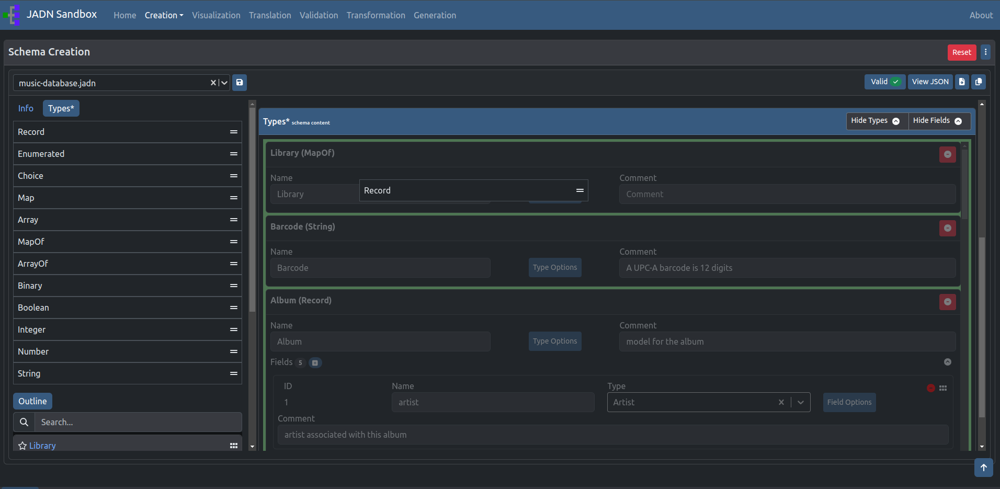 JADN Sandbox Home Creation Visualization Translation Validation Transformation Generation About
Schema Creation
Reset
music-database.jadn
Valid View JSON
Info Types*
Record
Enumerated
Choice
Map
Array
MapOf
ArrayOf
Binary
Boolean
Integer
Number
String
Outline
Search...
Library
Types* schema content
Hide Types Hide Fields
Library (MapOf)
Name Comment
Library Comment
Record
Barcode (String)
Name Comment
Barcode Type Options A UPC-A barcode is 12 digits
Album (Record)
Name Comment
Album Type Options model for the album
Fields 5
ID Name Type
1 artist Artist Field Options
Comment
artist associated with this album